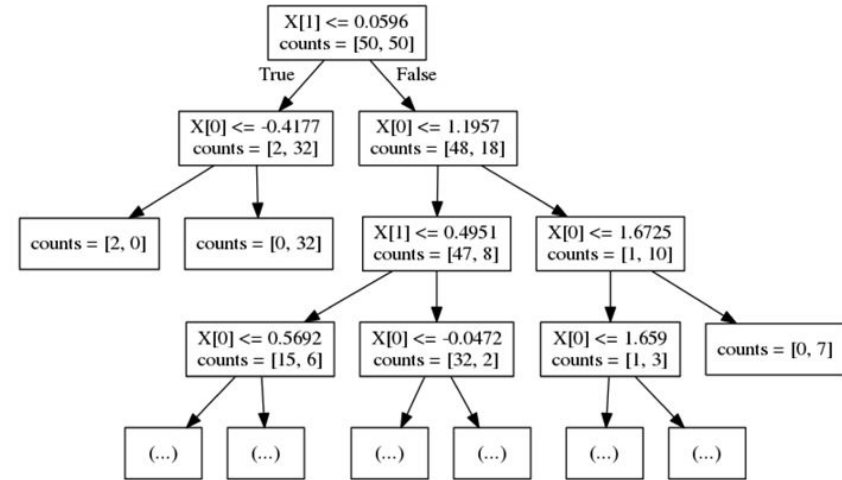 X[1] <= 0.0596
counts = [50, 50]
True
False
X[0] <= -0.4177
counts = [2, 32]
X[0] <= 1.1957
counts = [48, 18]
counts = [2, 0]
counts = [0, 32]
X[1] <= 0.4951
counts = [47, 8]
X[0] <= 1.6725
counts = [1, 10]
X[0] <= 0.5692
counts = [15, 6]
X[0] <= -0.0472
counts = [32, 2]
X[0] <= 1.659
counts = [1, 3]
counts = [0, 7]
(...)
(...)
(...)
(...)
(...)
(...)